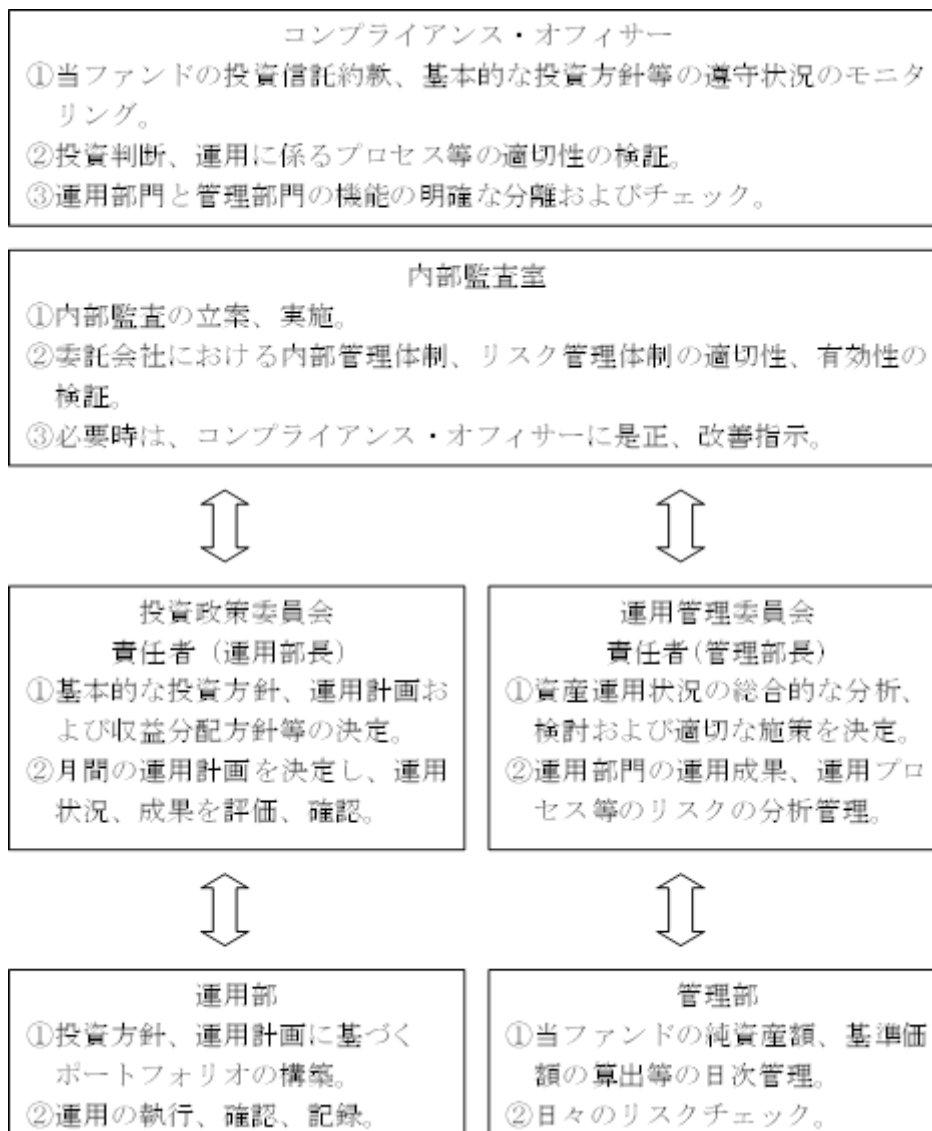 コンプライアンス・オフィサー
①当ファンドの投資信託約款、基本的な投資方針等の遵守状況のモニタ
リング。
②投資判断、運用に係るプロセス等の適切性の検証。
③運用部門と管理部門の機能の明確な分離およびチェック。
内部監査室
①内部監査の立案、実施。
②委託会社における内部管理体制、リスク管理体制の適切性、有効性の
検証。
③必要時は、コンプライアンス・オフィサーに是正、改善指示。
投資政策委員会
責任者（運用部長）
①基本的な投資方針、運用計画お
よび収益分配方針等の決定。
②月間の運用計画を決定し、運用
状況、成果を評価、確認。
運用管理委員会
責任者(管理部長)
①資産運用状況の総合的な分析、
検討および適切な施策を決定。
②運用部門の運用成果、運用プロ
セス等のリスクの分析管理。
運用部
①投資方針、運用計画に基づく
ポートフォリオの構築。
②運用の執行、確認、記録。
管理部
①当ファンドの純資産額、基準価
額の算出等の日次管理。
②日々のリスクチェック。